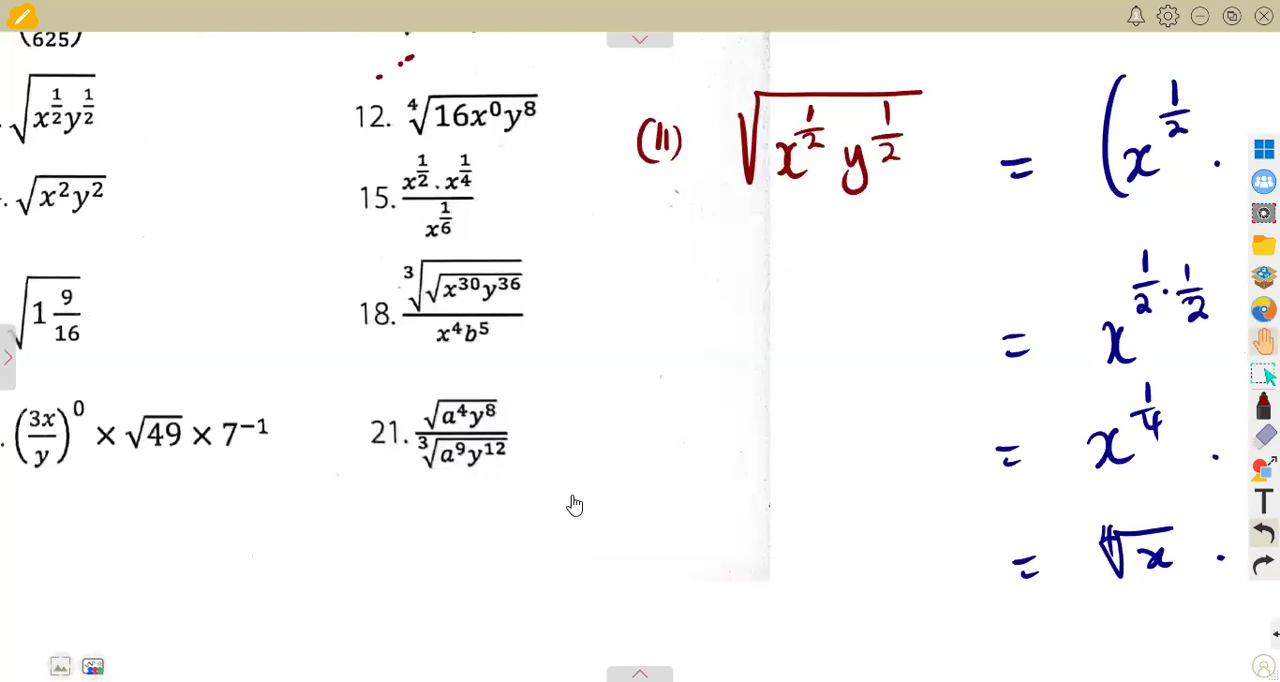 (625)
√(x^(1/2) y^(1/2))
12. ⁴√(16x⁰y⁸)
. √(x²y²)
15. (x^(1/2) . x^(1/4)) / x^(1/6)
√(1 9/16)
18. ³√(√(x³⁰y³⁶)) / x⁴b⁵
. (3x/y)⁰ × √49 × 7⁻¹
21. √(a⁴y⁸) / ³√(a⁹y¹²)
(11) √(x^(1/2) y^(1/2)) = (x^(1/2) ·
= x^(1/2 · 1/2)
= x^(1/4) ·
= ⁴√x ·
T